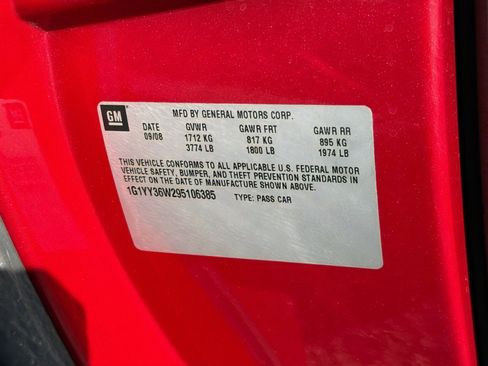 GM
MFD BY GENERAL MOTORS CORP.
DATE GVWR GAWR FRT GAWR RR
09/08 1712 KG 817 KG 895 KG
3774 LB 1800 LB 1974 LB
THIS VEHICLE CONFORMS TO ALL APPLICABLE U.S. FEDERAL MOTOR
VEHICLE SAFETY, BUMPER, AND THEFT PREVENTION STANDARDS IN
EFFECT ON THE DATE OF MANUFACTURE SHOWN ABOVE.
1G1YY36W295106385 TYPE: PASS CAR